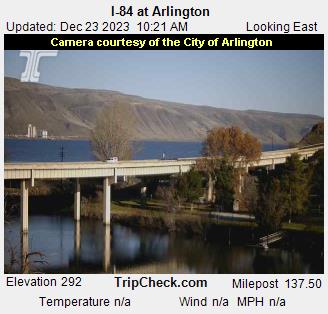 I-84 at Arlington
Updated: Dec 23 2023 10:21 AM Looking East
Camera courtesy of the City of Arlington
Elevation 292 TripCheck.com Milepost 137.50
Temperature n/a Wind n/a MPH n/a